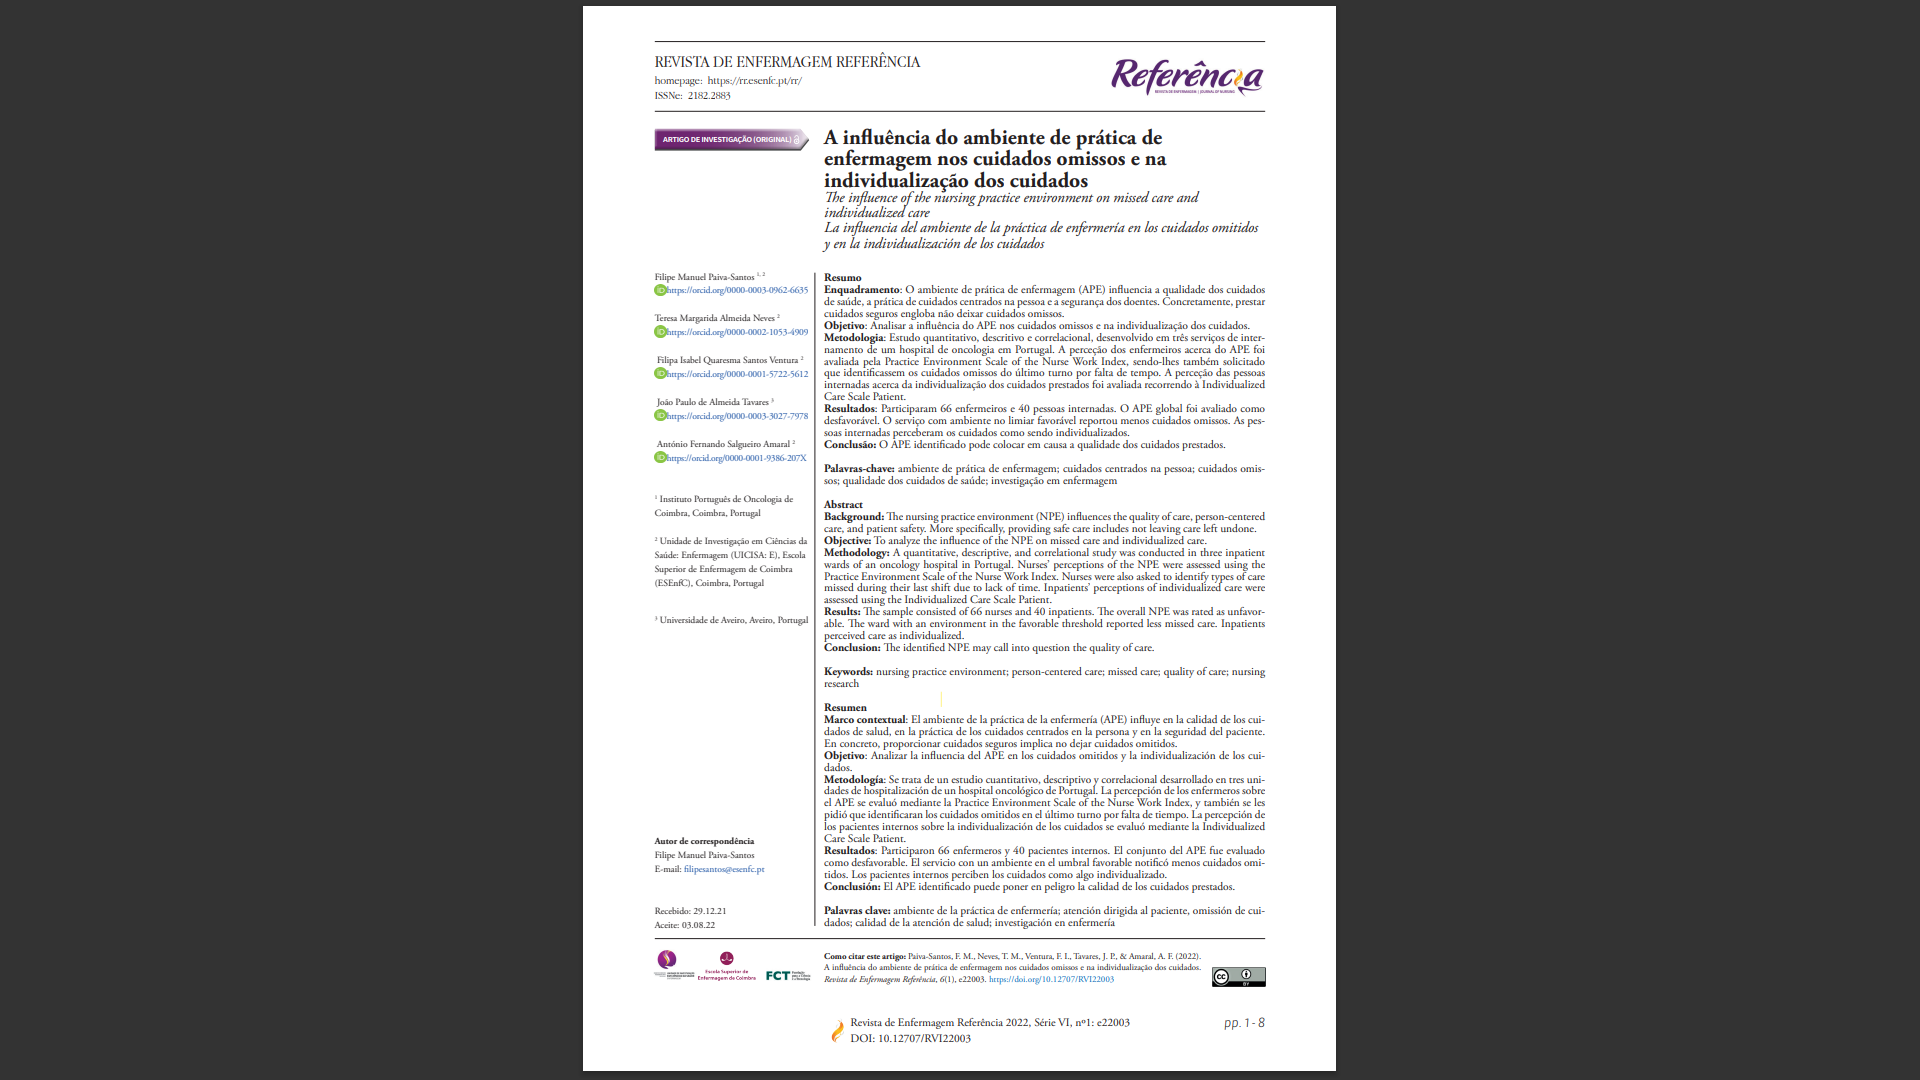 REVISTA DE ENFERMAGEM REFERÊNCIA
homepage: https://rr.esenfc.pt/rr/
ISSNe: 2182.2883
Referência
REVISTA DE ENFERMAGEM | JOURNAL OF NURSING
ARTIGO DE INVESTIGAÇÃO (ORIGINAL)
A influência do ambiente de prática de
enfermagem nos cuidados omissos e na
individualização dos cuidados
The influence of the nursing practice environment on missed care and
individualized care
La influencia del ambiente de la práctica de enfermería en los cuidados omitidos
y en la individualización de los cuidados
Filipe Manuel Paiva-Santos 1, 2
https://orcid.org/0000-0003-0962-6635
Teresa Margarida Almeida Neves 2
https://orcid.org/0000-0002-1053-4909
Filipa Isabel Quaresma Santos Ventura 2
https://orcid.org/0000-0001-5722-5612
João Paulo de Almeida Tavares 3
https://orcid.org/0000-0003-3027-7978
António Fernando Salgueiro Amaral 2
https://orcid.org/0000-0001-9386-207X
1 Instituto Português de Oncologia de
Coimbra, Coimbra, Portugal
2 Unidade de Investigação em Ciências da
Saúde: Enfermagem (UICISA: E), Escola
Superior de Enfermagem de Coimbra
(ESEnfC), Coimbra, Portugal
3 Universidade de Aveiro, Aveiro, Portugal
Autor de correspondência
Filipe Manuel Paiva-Santos
E-mail: filipesantos@esenfc.pt
Recebido: 29.12.21
Aceite: 03.08.22
Resumo
Enquadramento: O ambiente de prática de enfermagem (APE) influencia a qualidade dos cuidados
de saúde, a prática de cuidados centrados na pessoa e a segurança dos doentes. Concretamente, prestar
cuidados seguros engloba não deixar cuidados omissos.
Objetivo: Analisar a influência do APE nos cuidados omissos e na individualização dos cuidados.
Metodologia: Estudo quantitativo, descritivo e correlacional, desenvolvido em três serviços de inter-
namento de um hospital de oncologia em Portugal. A perceção dos enfermeiros acerca do APE foi
avaliada pela Practice Environment Scale of the Nurse Work Index, sendo-lhes também solicitado
que identificassem os cuidados omissos do último turno por falta de tempo. A perceção das pessoas
internadas acerca da individualização dos cuidados prestados foi avaliada recorrendo à Individualized
Care Scale Patient.
Resultados: Participaram 66 enfermeiros e 40 pessoas internadas. O APE global foi avaliado como
desfavorável. O serviço com ambiente no limiar favorável reportou menos cuidados omissos. As pes-
soas internadas perceberam os cuidados como sendo individualizados.
Conclusão: O APE identificado pode colocar em causa a qualidade dos cuidados prestados.
Palavras-chave: ambiente de prática de enfermagem; cuidados centrados na pessoa; cuidados omis-
sos; qualidade dos cuidados de saúde; investigação em enfermagem
Abstract
Background: The nursing practice environment (NPE) influences the quality of care, person-centered
care, and patient safety. More specifically, providing safe care includes not leaving care left undone.
Objective: To analyze the influence of the NPE on missed care and individualized care.
Methodology: A quantitative, descriptive, and correlational study was conducted in three inpatient
wards of an oncology hospital in Portugal. Nurses' perceptions of the NPE were assessed using the
Practice Environment Scale of the Nurse Work Index. Nurses were also asked to identify types of care
missed during their last shift due to lack of time. Inpatients' perceptions of individualized care were
assessed using the Individualized Care Scale Patient.
Results: The sample consisted of 66 nurses and 40 inpatients. The overall NPE was rated as unfavor-
able. The ward with an environment in the favorable threshold reported less missed care. Inpatients
perceived care as individualized.
Conclusion: The identified NPE may call into question the quality of care.
Keywords: nursing practice environment; person-centered care; missed care; quality of care; nursing
research
Resumen
Marco contextual: El ambiente de la práctica de la enfermería (APE) influye en la calidad de los cui-
dados de salud, en la práctica de los cuidados centrados en la persona y en la seguridad del paciente.
En concreto, proporcionar cuidados seguros implica no dejar cuidados omitidos.
Objetivo: Analizar la influencia del APE en los cuidados omitidos y la individualización de los cui-
dados.
Metodología: Se trata de un estudio cuantitativo, descriptivo y correlacional desarrollado en tres uni-
dades de hospitalización de un hospital oncológico de Portugal. La percepción de los enfermeros sobre
el APE se evaluó mediante la Practice Environment Scale of the Nurse Work Index, y también se les
pidió que identificaran los cuidados omitidos en el último turno por falta de tiempo. La percepción de
los pacientes internos sobre la individualización de los cuidados se evaluó mediante la Individualized
Care Scale Patient.
Resultados: Participaron 66 enfermeros y 40 pacientes internos. El conjunto del APE fue evaluado
como desfavorable. El servicio con un ambiente en el umbral favorable notificó menos cuidados omi-
tidos. Los pacientes internos perciben los cuidados como algo individualizado.
Conclusión: El APE identificado puede poner en peligro la calidad de los cuidados prestados.
Palavras clave: ambiente de la práctica de enfermería; atención dirigida al paciente, omisión de cui-
dados; calidad de la atención de salud; investigación en enfermería
Escola Superior de
Enfermagem de Coimbra
FCT
Como citar este artigo: Paiva-Santos, F. M., Neves, T. M., Ventura, F. I., Tavares, J. P., & Amaral, A. F. (2022).
A influência do ambiente de prática de enfermagem nos cuidados omissos e na individualização dos cuidados.
Revista de Enfermagem Referência, 6(1), e22003. https://doi.org/10.12707/RVI22003
cc
BY
Revista de Enfermagem Referência 2022, Série VI, nº1: e22003
DOI: 10.12707/RVI22003
pp. 1 - 8